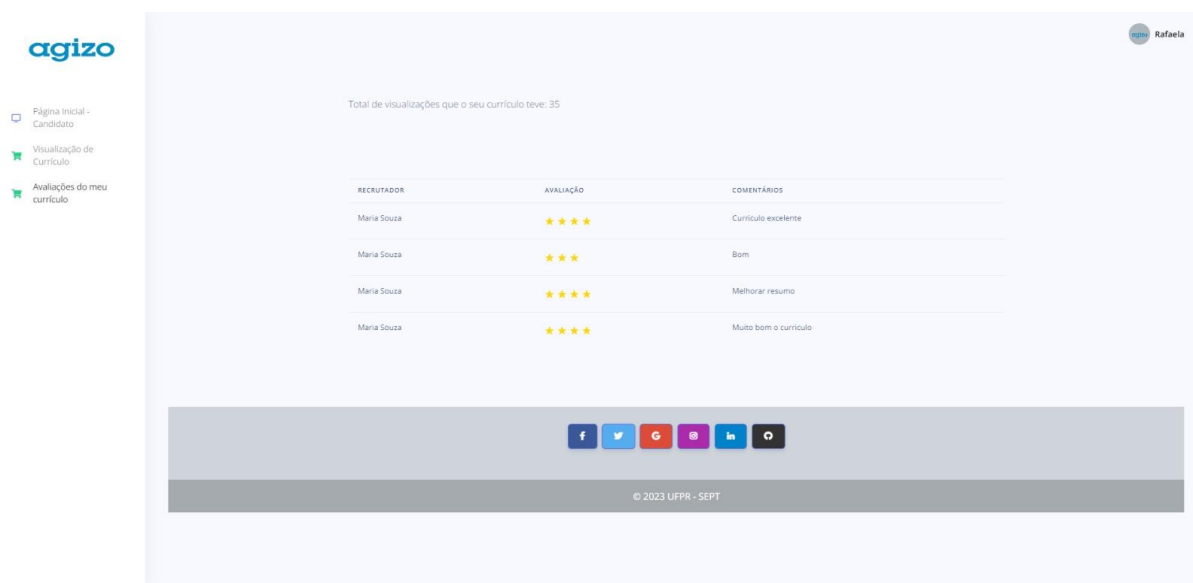 agizo
Rafaela
Página Inicial -
Candidato
Visualização de
Currículo
Avaliações do meu
currículo
Total de visualizações que o seu currículo teve: 35
RECRUTADOR AVALIAÇÃO COMENTÁRIOS
Maria Souza ★★★★ Curriculo excelente
Maria Souza ★★★ Bom
Maria Souza ★★★★ Melhorar resumo
Maria Souza ★★★★ Muito bom o curriculo
© 2023 UFPR - SEPT